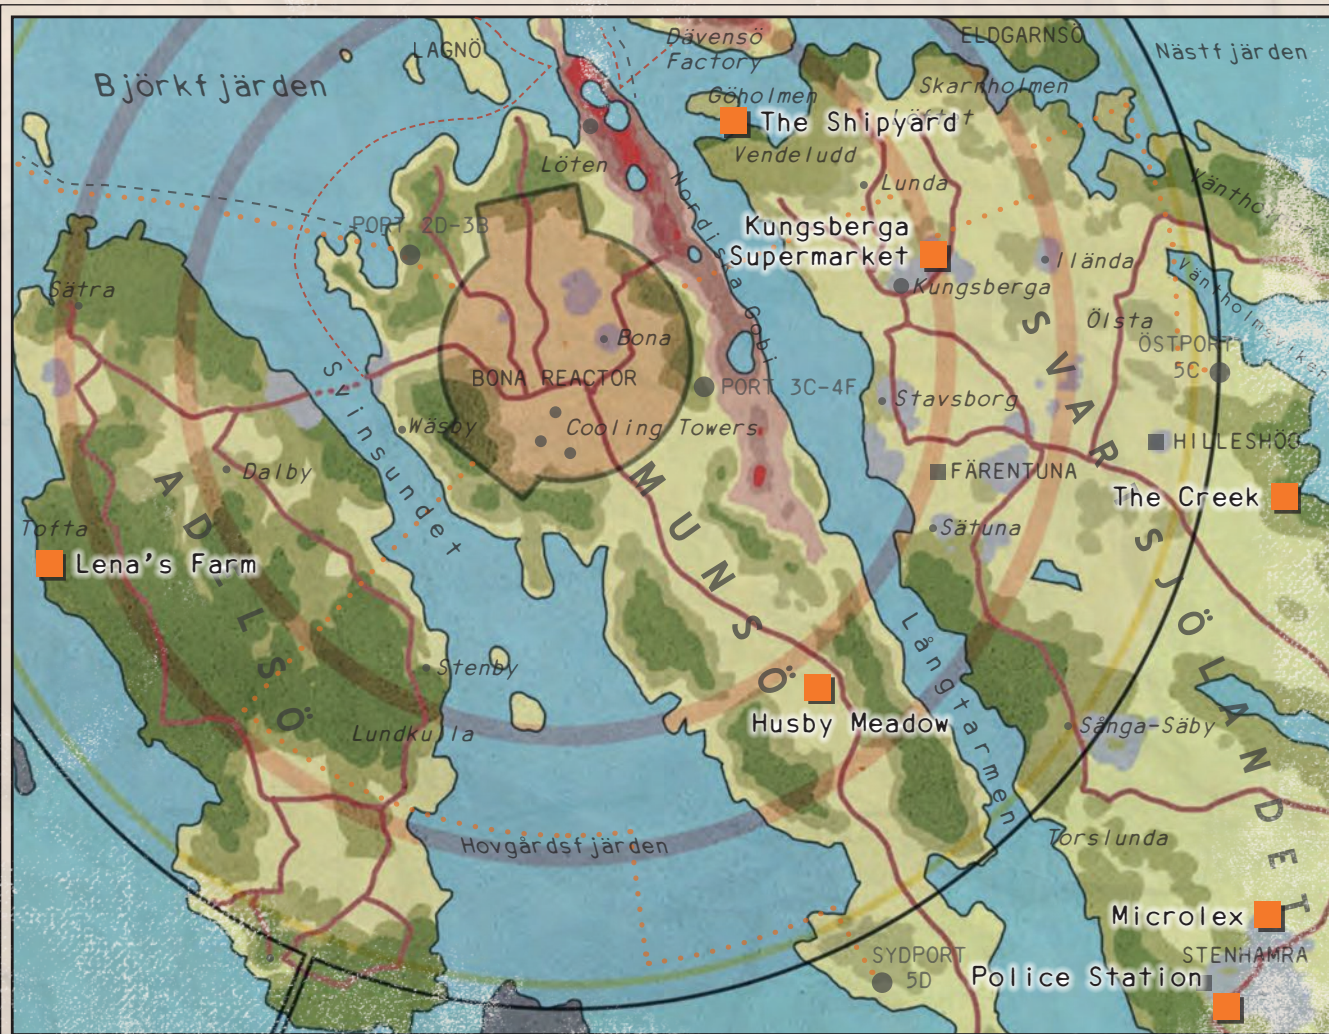 LAGNÖ
Dävensö
Factory
ELDGARNSÖ
Nästfjärden
Björkfjärden
Göholmen
Skarnholmen
The Shipyard
Löten
Vendeludd
Lunda
Nordiska Gobi
PORT 2D-3B
Kungsberga
Supermarket
Illända
Kungsberga
Sätra
Ölsta
ÖSTPORT
5C
Bona
BONA REACTOR
PORT 3C-4F
Stavsborg
Svinsundet
Wäsby
Cooling Towers
HILLESHÖG
Dalby
FÄRENTUNA
The Creek
ADELSÖ
MUNSÖ
SVARTSJÖLANDET
Tofta
Sätuna
Lena's Farm
Långtarmen
Stenby
Husby Meadow
Sånga-Säby
Lundkulla
Hovgårdsfjärden
Torslunda
Microlex
SYDPORT
5D
STENHAMRA
Police Station